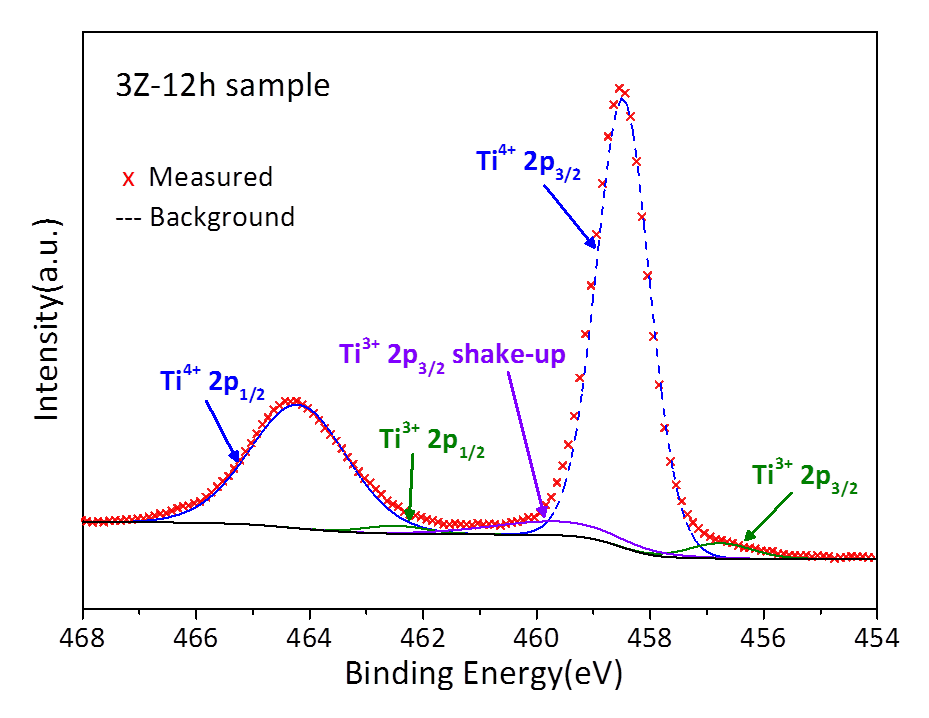 3Z-12h sample
x Measured
--- Background
Ti4+ 2p3/2
Ti3+ 2p3/2 shake-up
Ti4+ 2p1/2
Ti3+ 2p1/2
Ti3+ 2p3/2
Intensity(a.u.)
468 466 464 462 460 458 456 454
Binding Energy(eV)